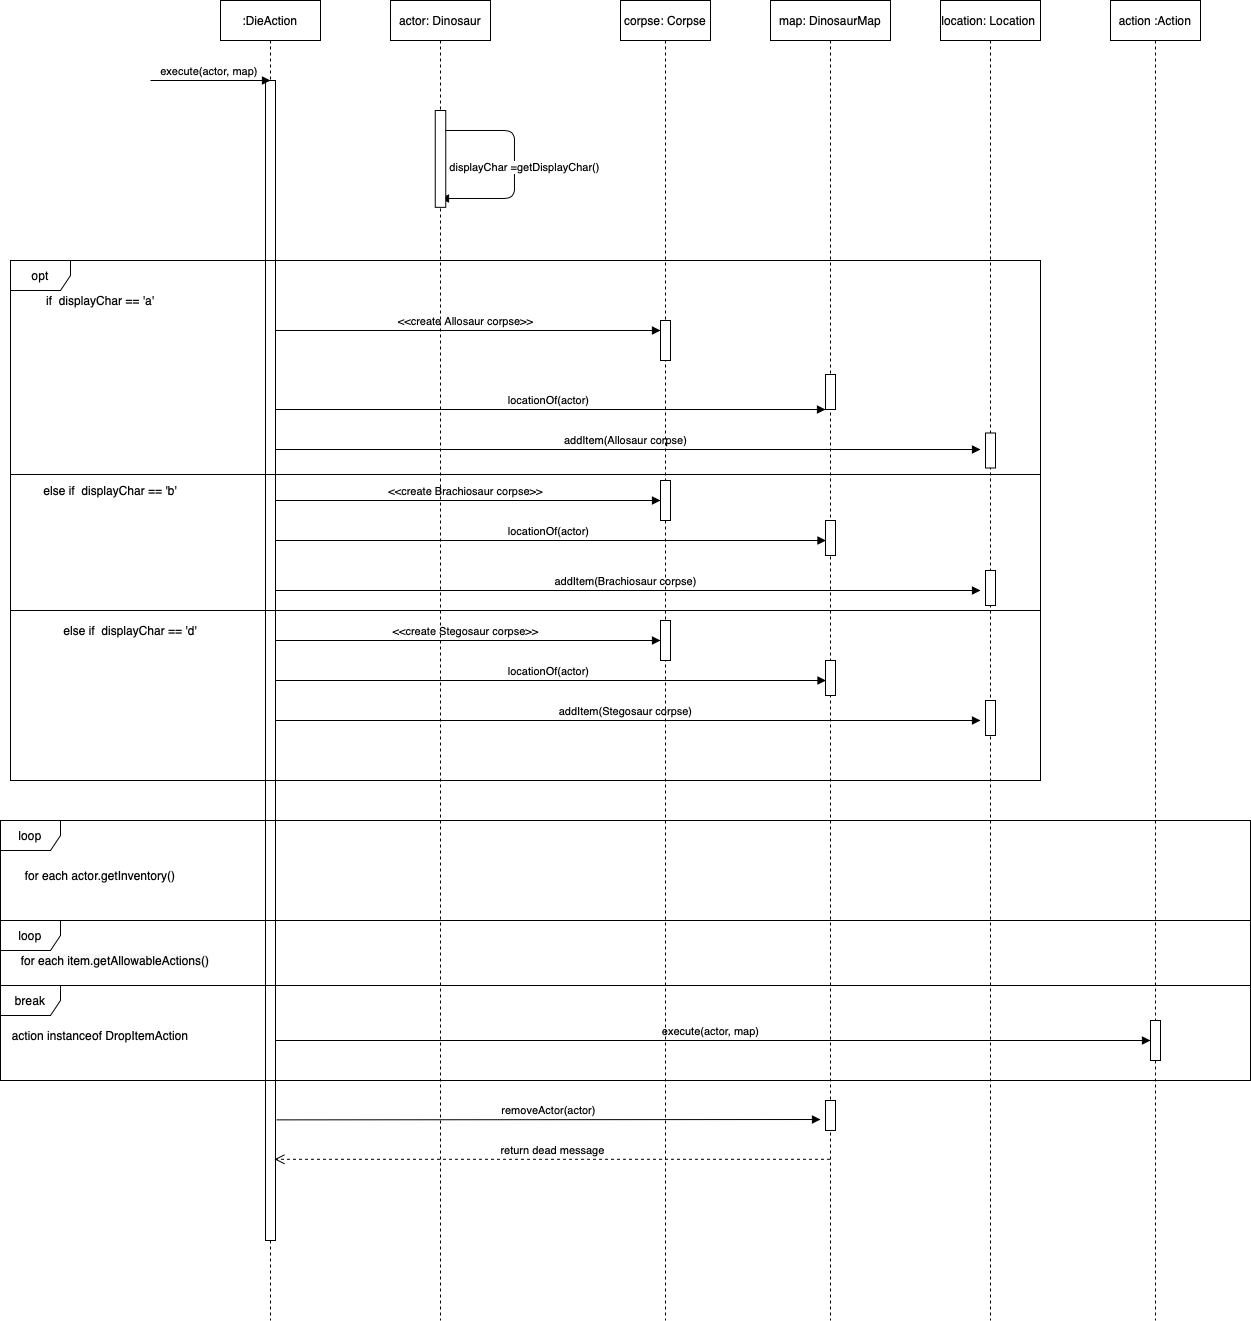 :DieAction
actor: Dinosaur
corpse: Corpse
map: DinosaurMap
location: Location
action :Action
execute(actor, map)
displayChar =getDisplayChar()
opt
if displayChar == 'a'
<<create Allosaur corpse>>
locationOf(actor)
addItem(Allosaur corpse)
else if displayChar == 'b'
<<create Brachiosaur corpse>>
locationOf(actor)
addItem(Brachiosaur corpse)
else if displayChar == 'd'
<<create Stegosaur corpse>>
locationOf(actor)
addItem(Stegosaur corpse)
loop
for each actor.getInventory()
loop
for each item.getAllowableActions()
break
action instanceof DropItemAction
execute(actor, map)
removeActor(actor)
return dead message